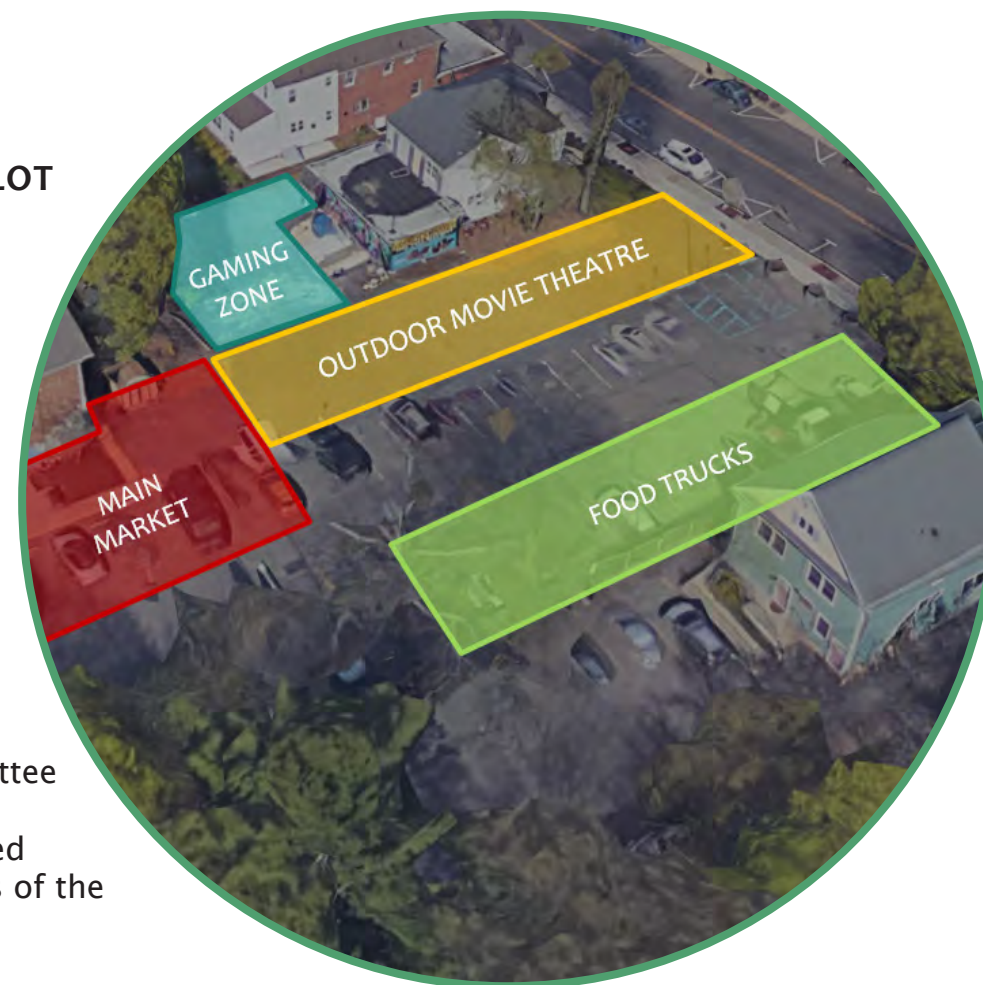 LOT
GAMING
ZONE
OUTDOOR MOVIE THEATRE
MAIN
MARKET
FOOD TRUCKS
ttee
ed
of the